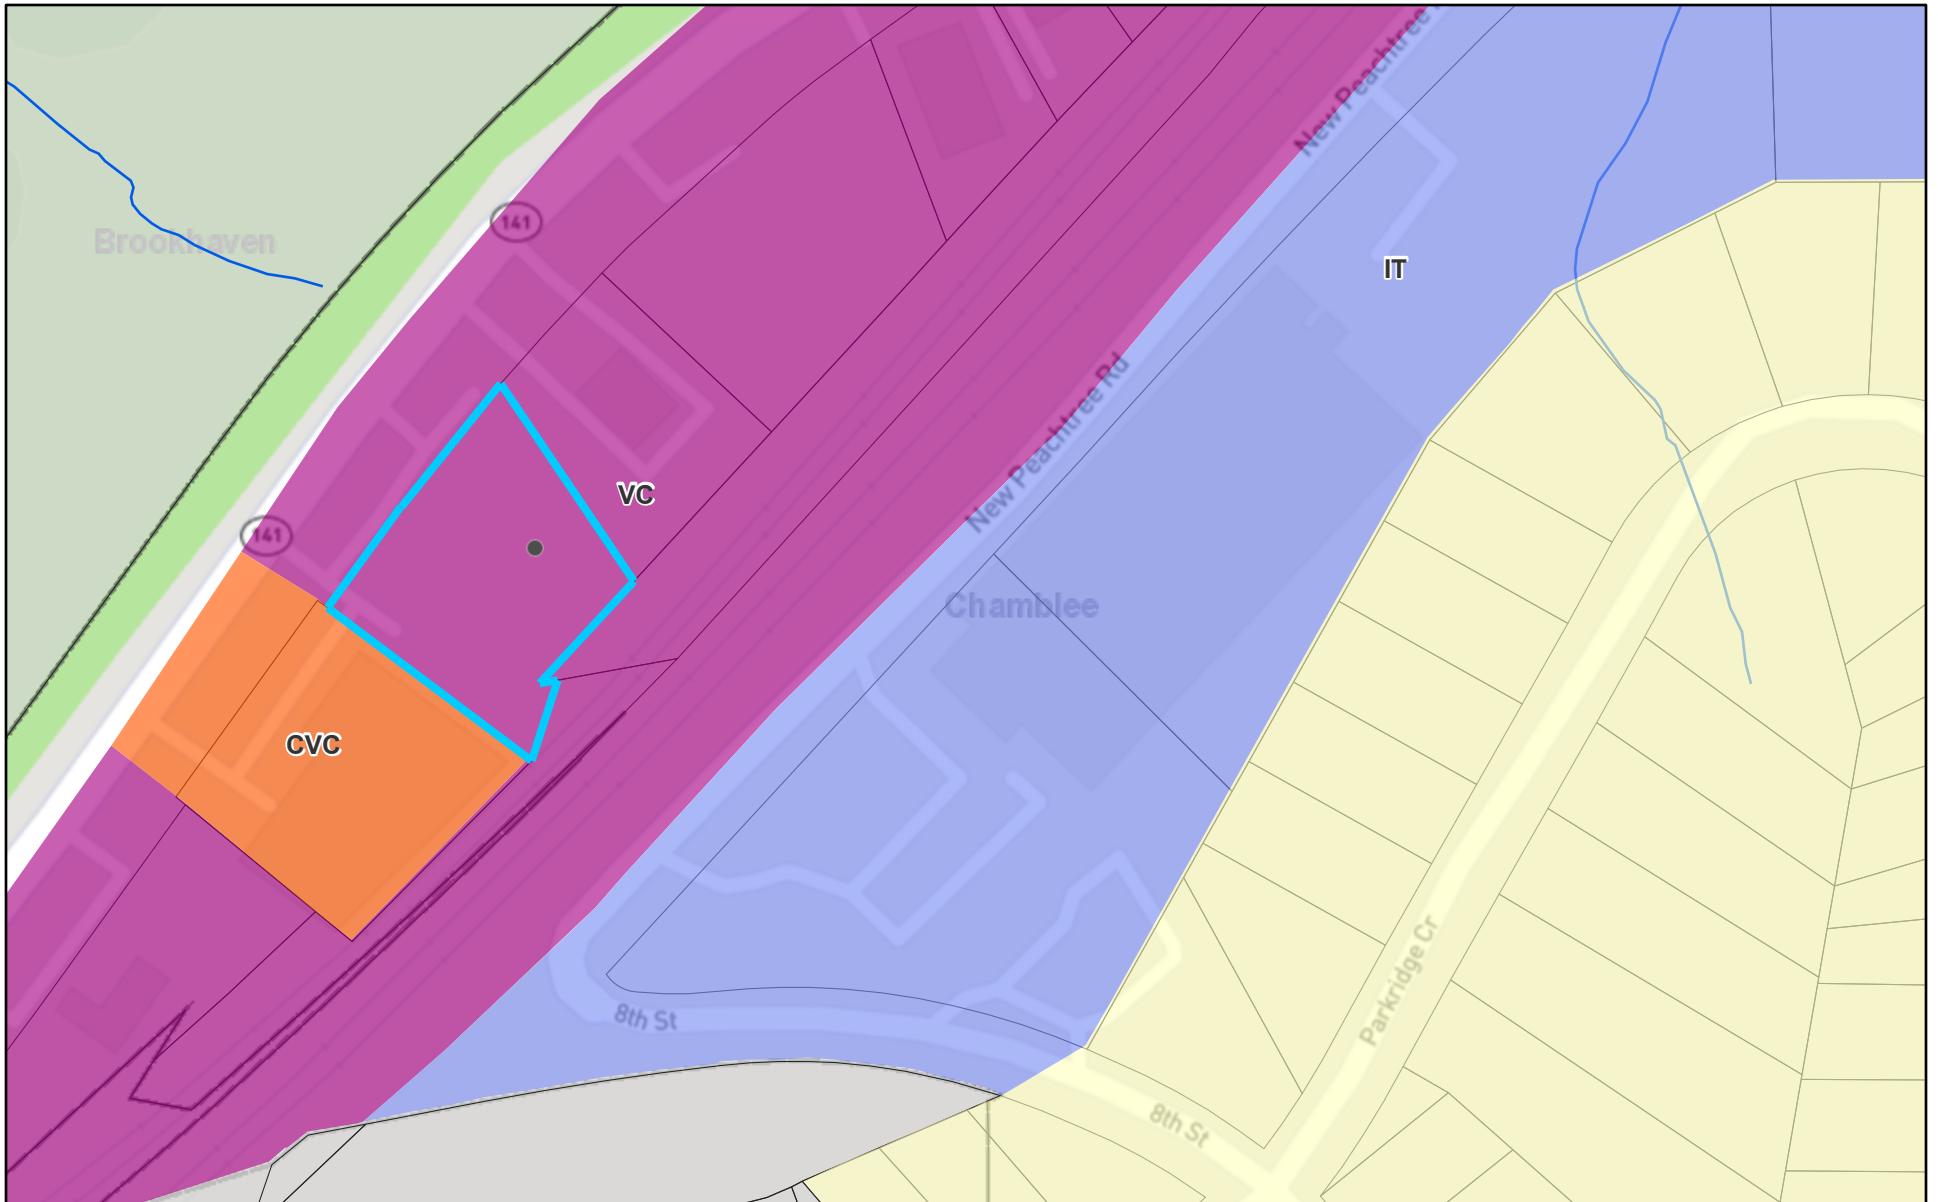 New Peachtree
141
Brookhaven
IT
New Peachtree Rd
VC
141
Chamblee
CVC
Parkridge Cr
8th St
8th St